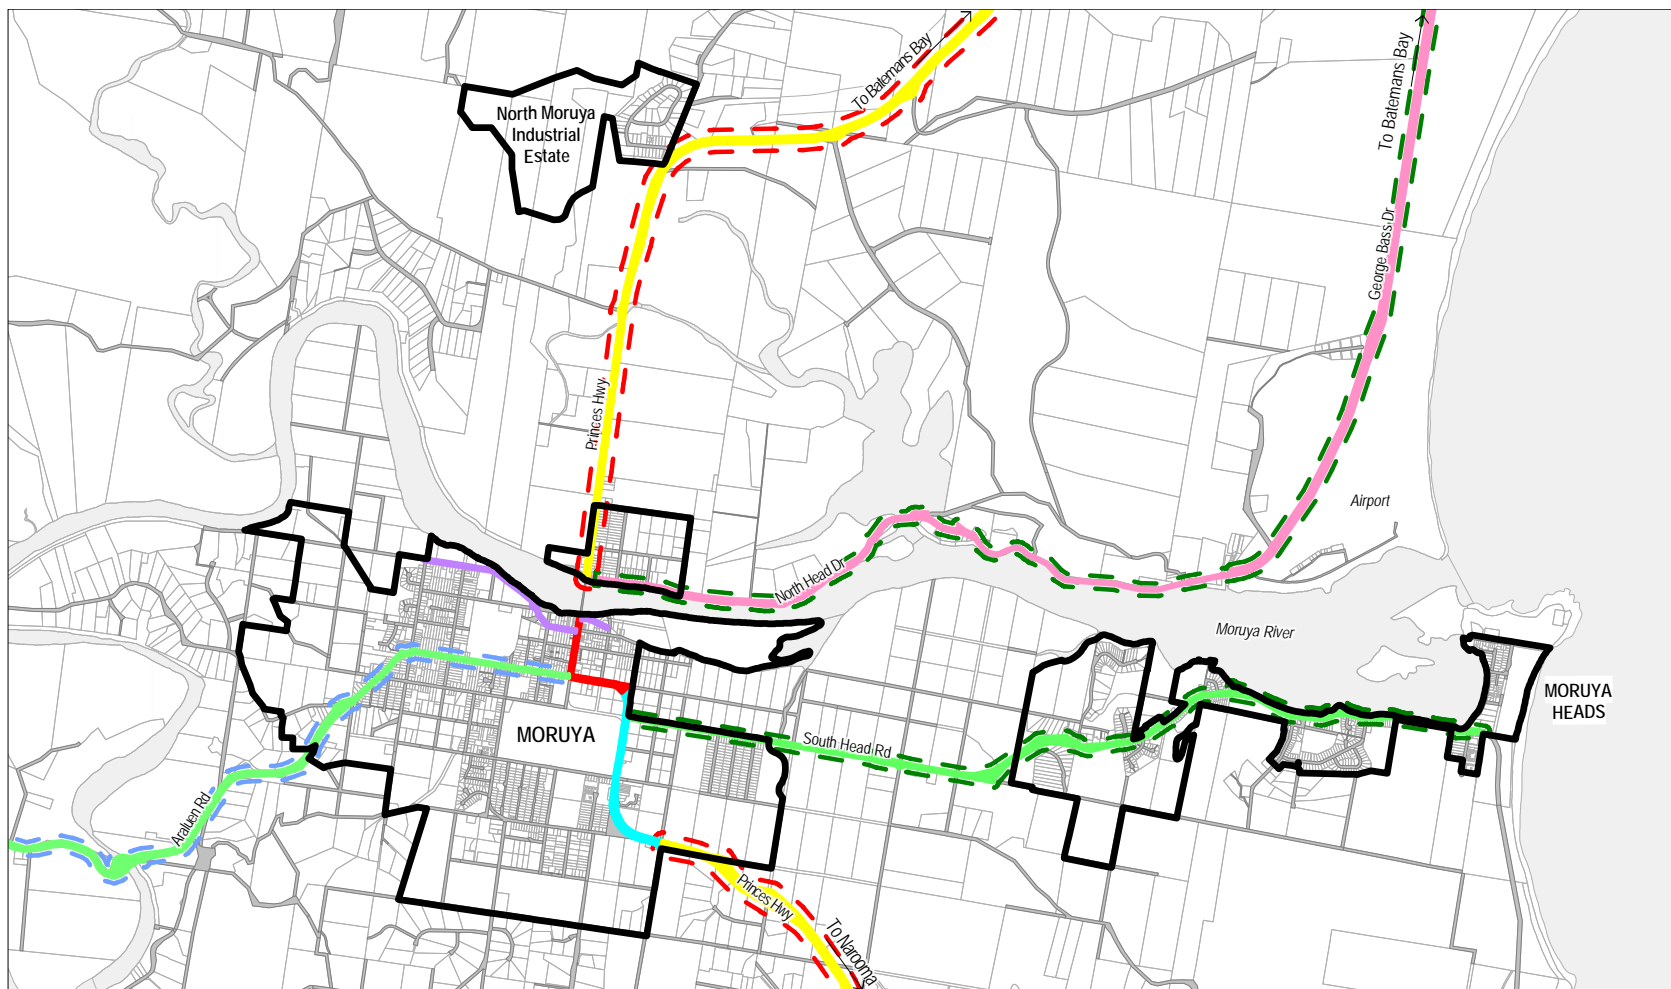 To Batemans Bay
To Batemans Bay
North Moruya
Industrial
Estate
George Bass Dr
Princes Hwy
Airport
North Head Dr
Moruya River
MORUYA
HEADS
MORUYA
South Head Rd
Araluen Rd
Princes Hwy
To Narooma